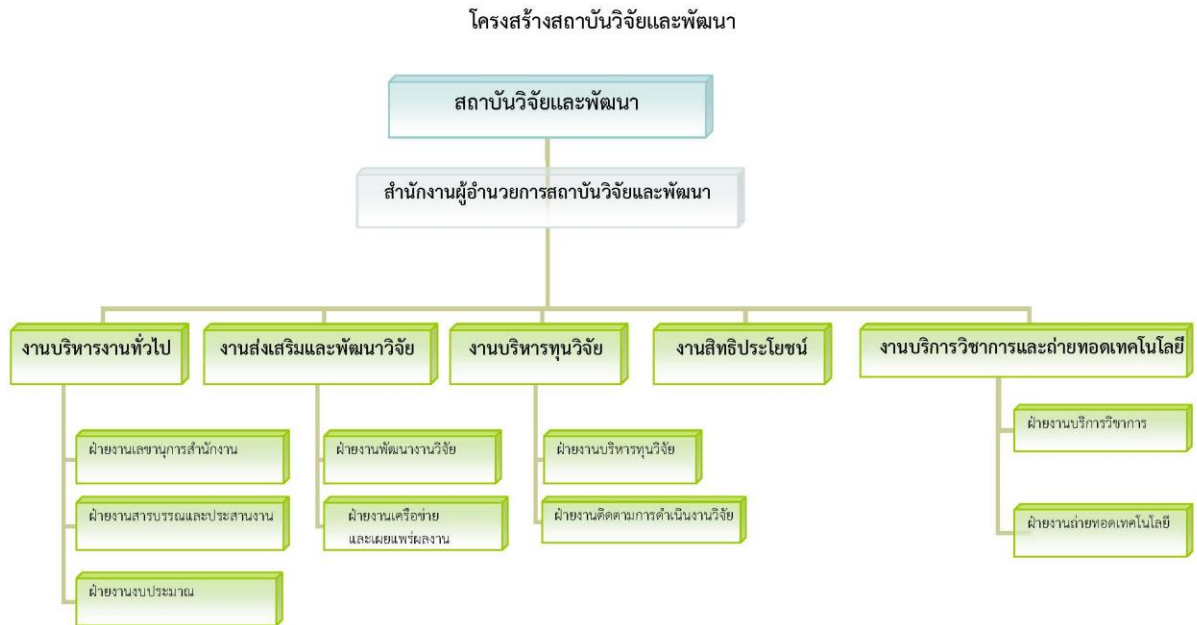 โครงสร้างสถาบันวิจัยและพัฒนา
สถาบันวิจัยและพัฒนา
สำนักงานผู้อำนวยการสถาบันวิจัยและพัฒนา
งานบริหารงานทั่วไป
งานส่งเสริมและพัฒนาวิจัย
งานบริหารทุนวิจัย
งานสิทธิประโยชน์
งานบริการวิชาการและถ่ายทอดเทคโนโลยี
ฝ่ายงานเลขานุการสำนักงาน
ฝ่ายงานสารบรรณและประสานงาน
ฝ่ายงานงบประมาณ
ฝ่ายงานพัฒนางานวิจัย
ฝ่ายงานเครือข่าย
และเผยแพร่ผลงาน
ฝ่ายงานบริหารทุนวิจัย
ฝ่ายงานติดตามการดำเนินงานวิจัย
ฝ่ายงานบริการวิชาการ
ฝ่ายงานถ่ายทอดเทคโนโลยี